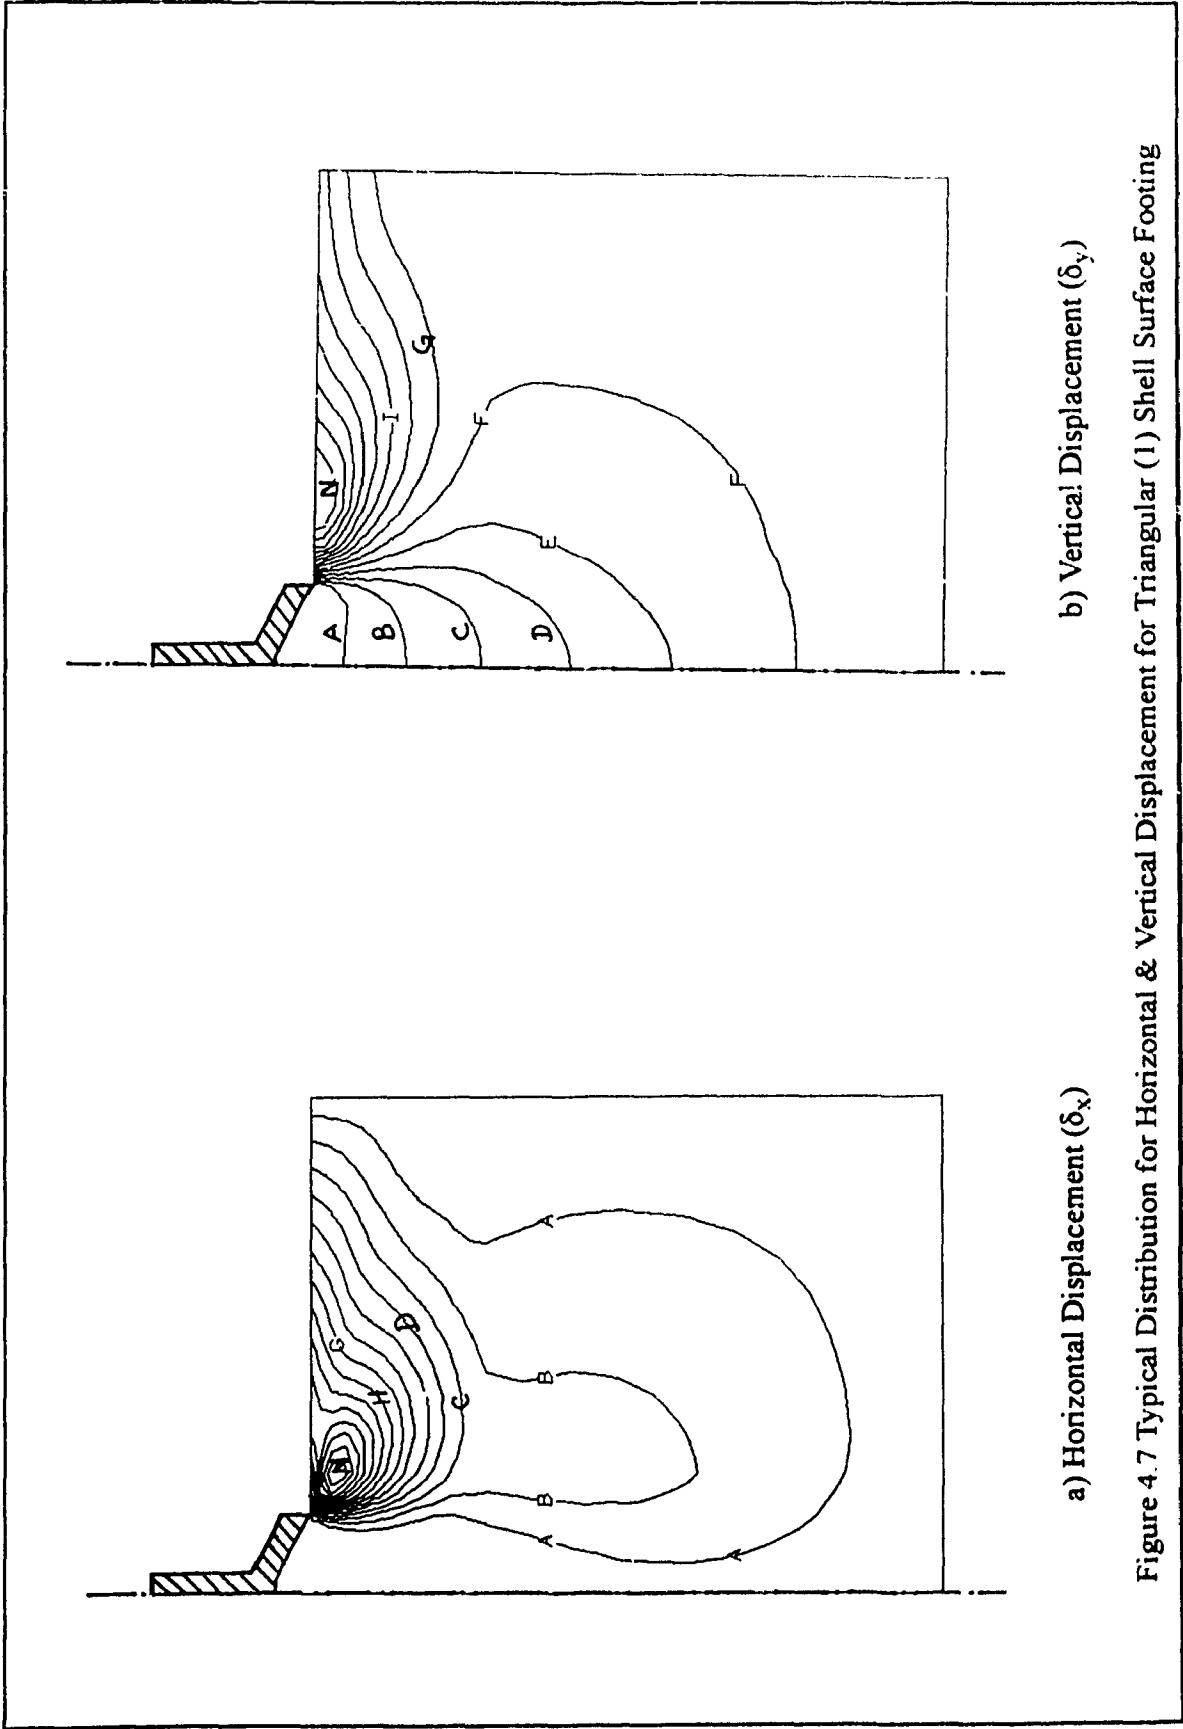 A
B
B
A
A
C
D
G
H
M
a) Horizontal Displacement (δx)
A
B
C
D
E
F
F
G
I
N
b) Vertical Displacement (δy)
Figure 4.7 Typical Distribution for Horizontal & Vertical Displacement for Triangular (1) Shell Surface Footing